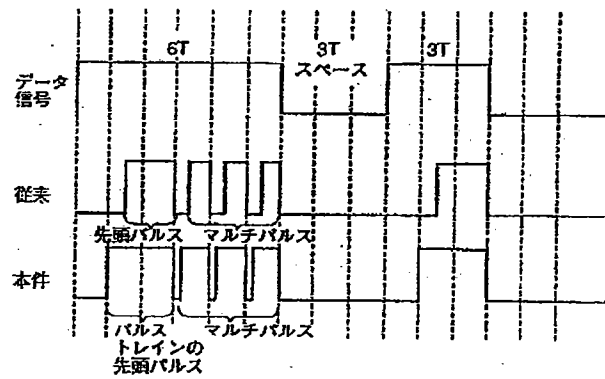 6T
3T
スペース
3T
データ
信号
従来
先頭パルス
マルチパルス
本件
パルス
トレインの
先頭パルス
マルチパルス